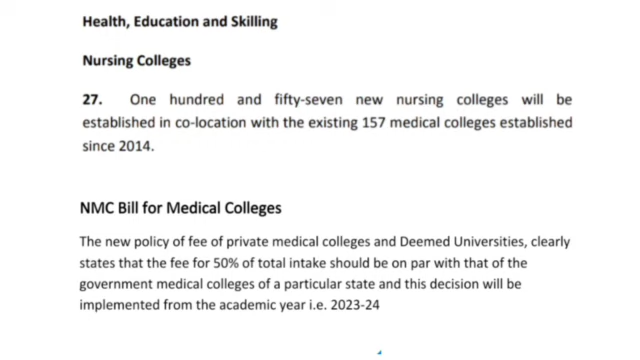 Health, Education and Skilling
Nursing Colleges
27. One hundred and fifty-seven new nursing colleges will be
established in co-location with the existing 157 medical colleges established
since 2014.
NMC Bill for Medical Colleges
The new policy of fee of private medical colleges and Deemed Universities, clearly
states that the fee for 50% of total intake should be on par with that of the
government medical colleges of a particular state and this decision will be
implemented from the academic year i.e. 2023-24